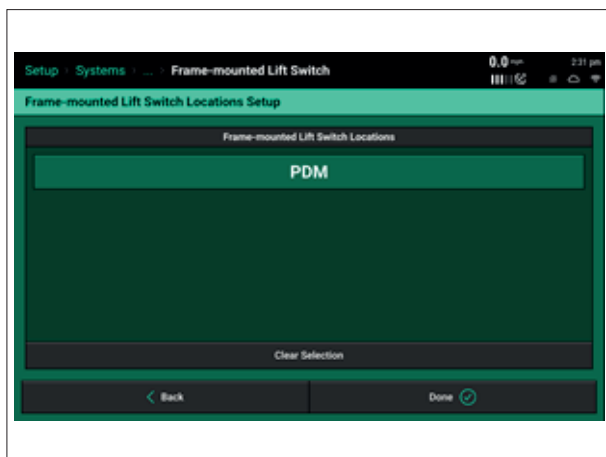 Setup Systems ... Frame-mounted Lift Switch 0.0 mph 2:31 pm
Frame-mounted Lift Switch Locations Setup
Frame-mounted Lift Switch Locations
PDM
Clear Selection
Back Done